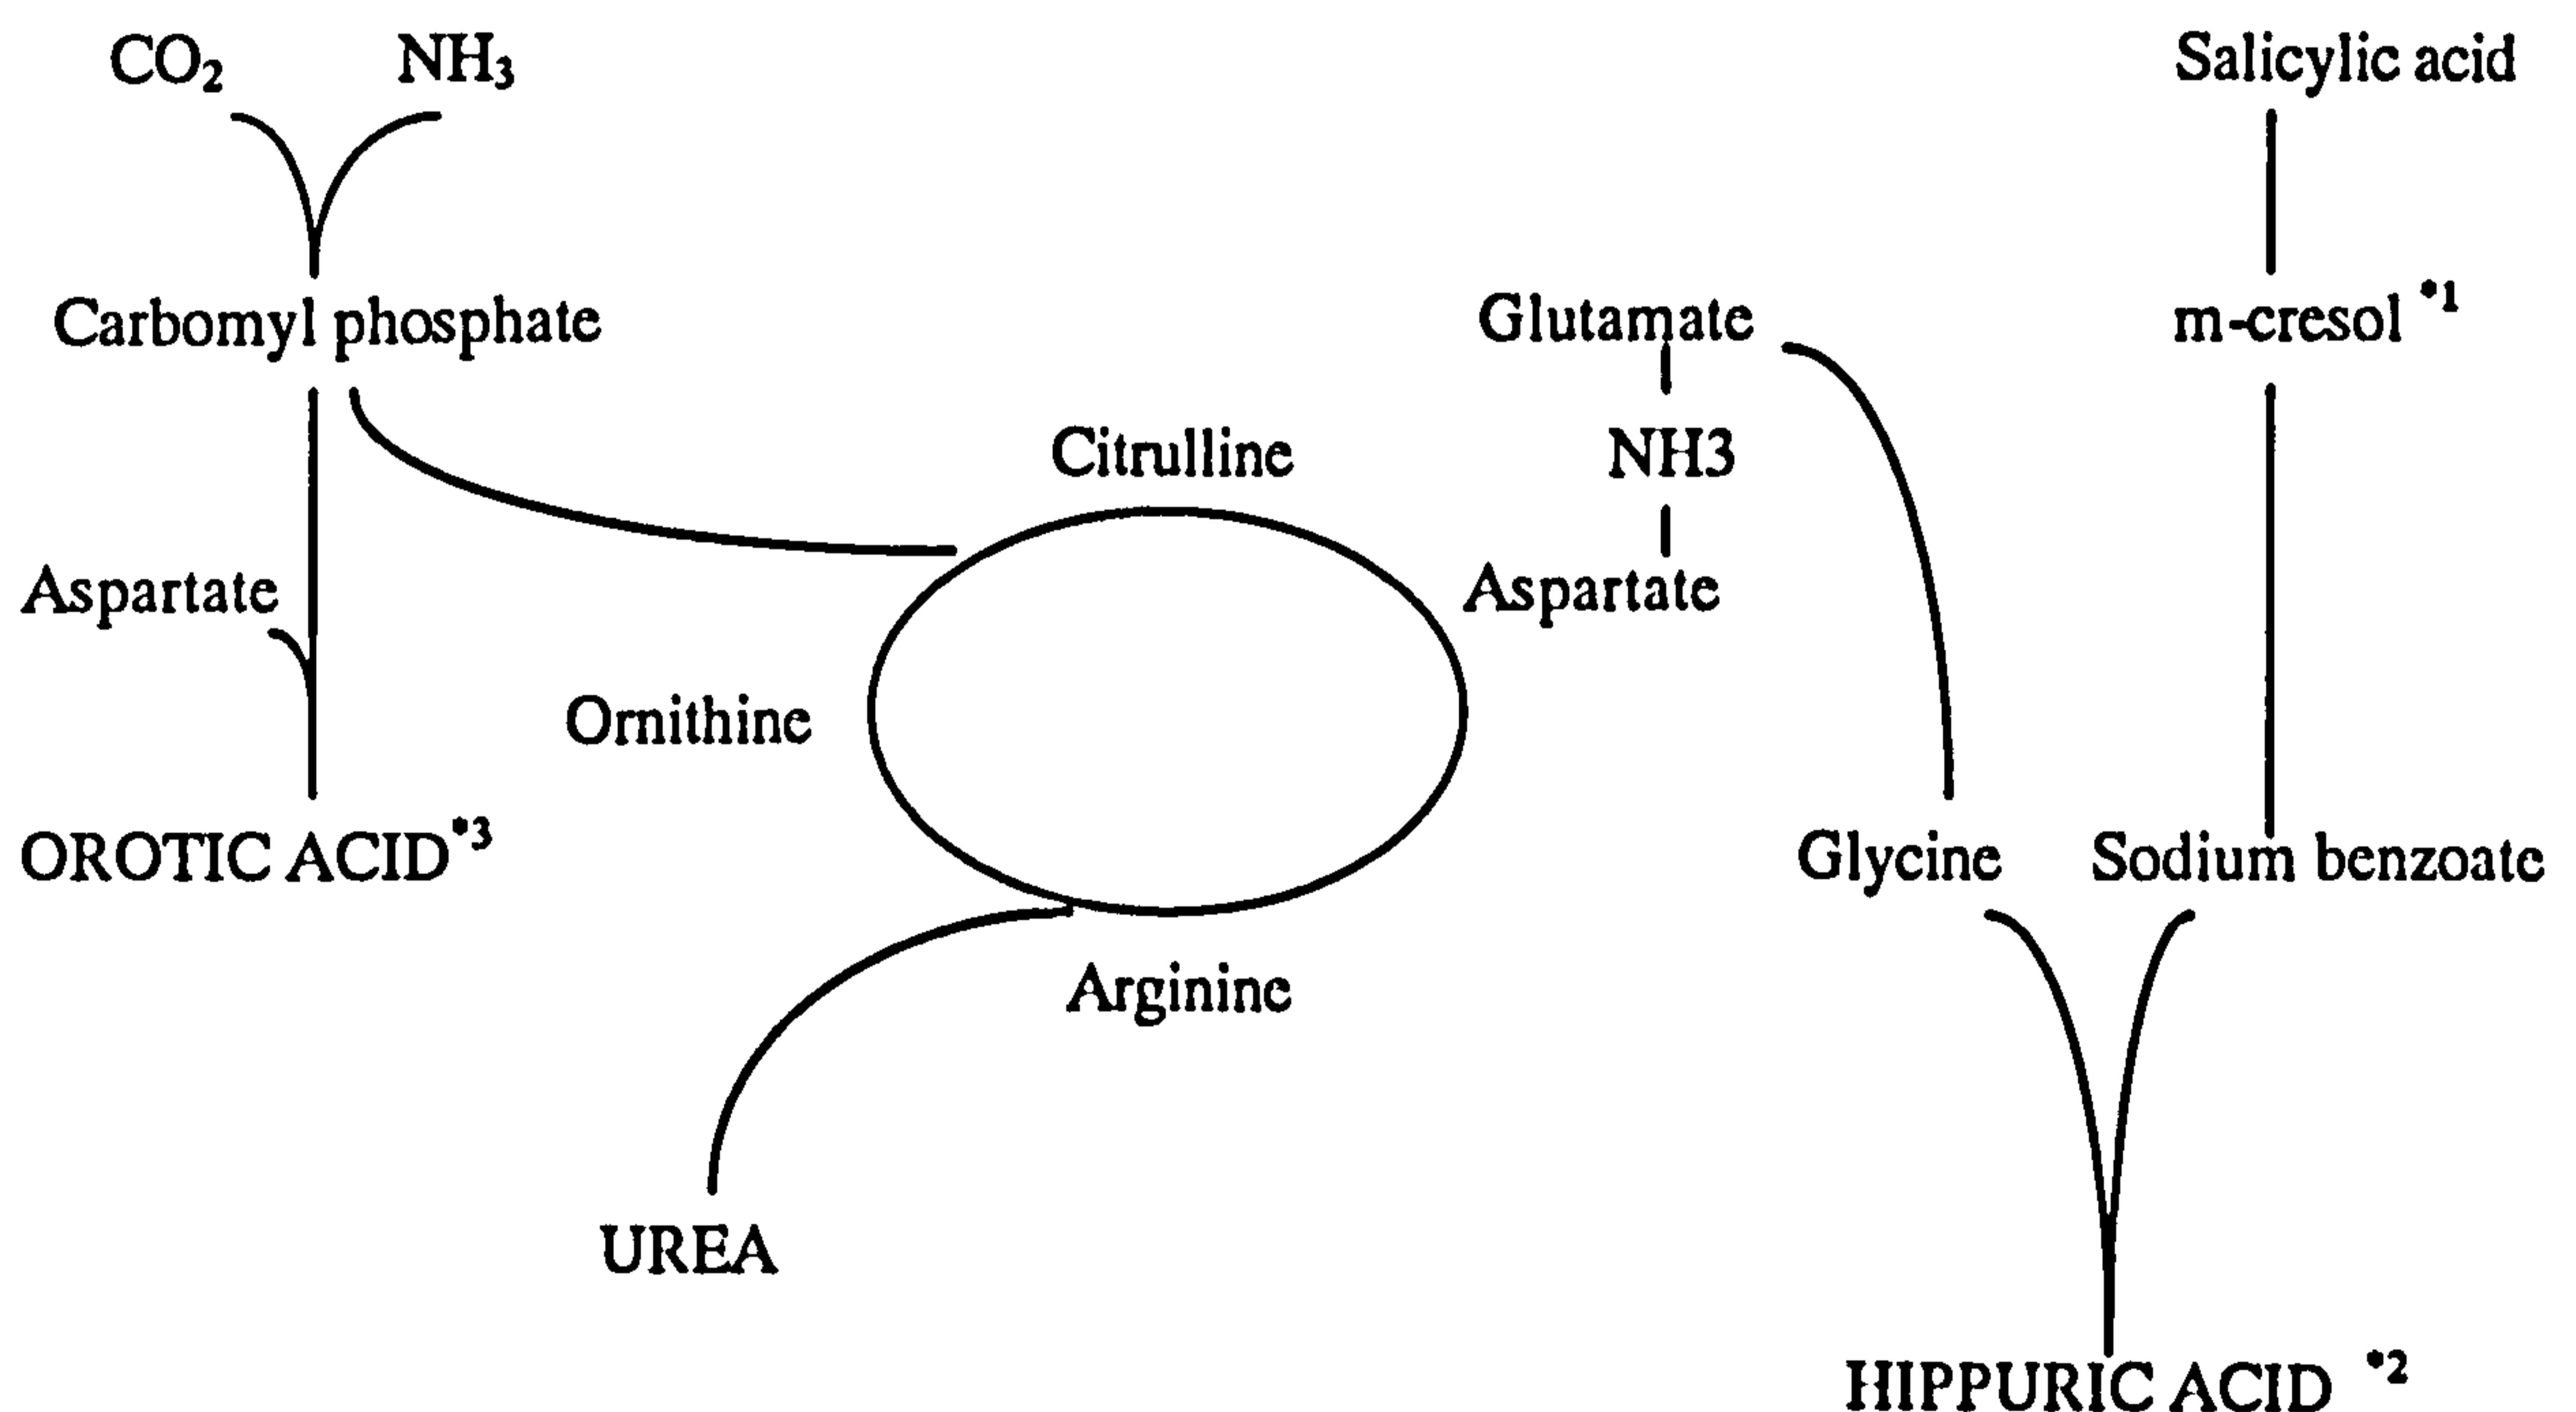 CO₂ NH₃ Salicylic acid
Carbomyl phosphate Glutamate m-cresol *1
Citrulline NH3
Aspartate Aspartate
Ornithine
OROTIC ACID*3 Glycine Sodium benzoate
Arginine
UREA
HIPPURIC ACID *2